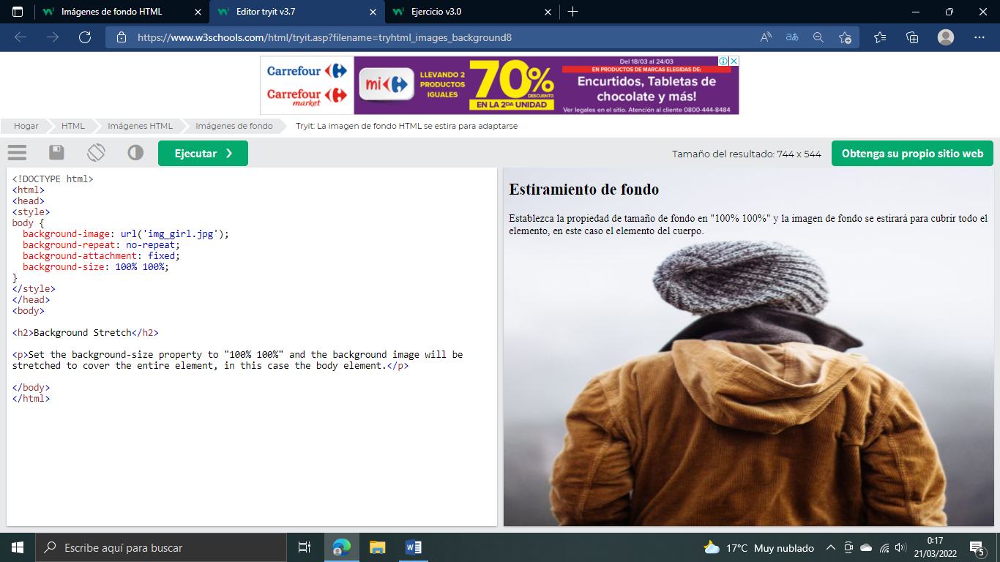 Imágenes de fondo HTML
Editor tryit v3.7
Ejercicio v3.0
https://www.w3schools.com/html/tryit.asp?filename=tryhtml_images_background8
Carrefour
Carrefour
market
mi
LLEVANDO 2
PRODUCTOS
IGUALES
70%
DESCUENTO
EN LA 2DA UNIDAD
Del 18/03 al 24/03
EN PRODUCTOS DE MARCAS ELEGIDAS DE:
Encurtidos, Tabletas de
chocolate y más!
Ver legales en el sitio. Atención al cliente 0800-444-8484
Hogar
HTML
Imágenes HTML
Imágenes de fondo
Tryit: La imagen de fondo HTML se estira para adaptarse
Ejecutar ❯
Tamaño del resultado: 744 x 544
Obtenga su propio sitio web
<!DOCTYPE html>
<html>
<head>
<style>
body {
  background-image: url('img_girl.jpg');
  background-repeat: no-repeat;
  background-attachment: fixed;
  background-size: 100% 100%;
}
</style>
</head>
<body>
<h2>Background Stretch</h2>
<p>Set the background-size property to "100% 100%" and the background image will be
stretched to cover the entire element, in this case the body element.</p>
</body>
</html>
Estiramiento de fondo
Establezca la propiedad de tamaño de fondo en "100% 100%" y la imagen de fondo se estirará para cubrir todo el
elemento, en este caso el elemento del cuerpo.
Escribe aquí para buscar
17°C Muy nublado
0:17
21/03/2022
5